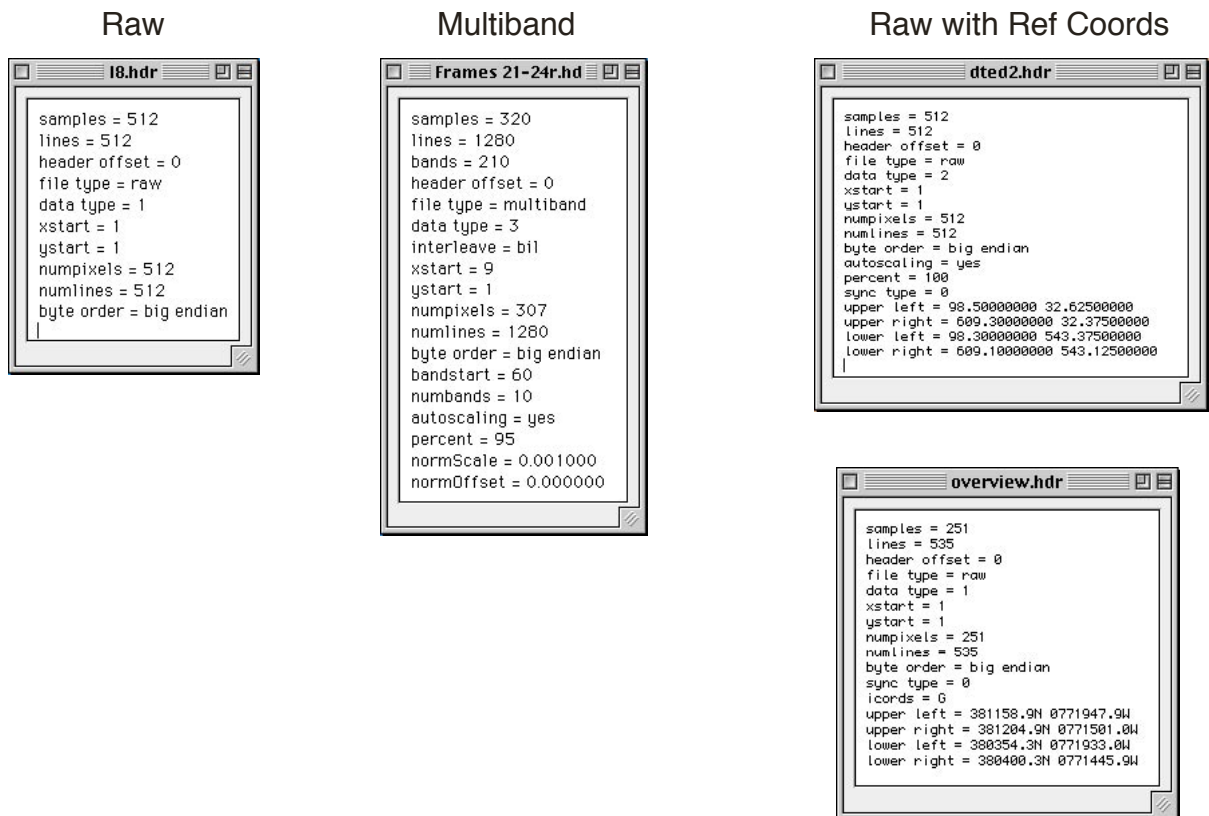 Raw
l8.hdr
samples = 512
lines = 512
header offset = 0
file type = raw
data type = 1
xstart = 1
ystart = 1
numpixels = 512
numlines = 512
byte order = big endian
Multiband
Frames 21-24r.hd
samples = 320
lines = 1280
bands = 210
header offset = 0
file type = multiband
data type = 3
interleave = bil
xstart = 9
ystart = 1
numpixels = 307
numlines = 1280
byte order = big endian
bandstart = 60
numbands = 10
autoscaling = yes
percent = 95
normScale = 0.001000
normOffset = 0.000000
Raw with Ref Coords
dted2.hdr
samples = 512
lines = 512
header offset = 0
file type = raw
data type = 2
xstart = 1
ystart = 1
numpixels = 512
numlines = 512
byte order = big endian
autoscaling = yes
percent = 100
sync type = 0
upper left = 98.50000000 32.62500000
upper right = 609.30000000 32.37500000
lower left = 98.30000000 543.37500000
lower right = 609.10000000 543.12500000
overview.hdr
samples = 251
lines = 535
header offset = 0
file type = raw
data type = 1
xstart = 1
ystart = 1
numpixels = 251
numlines = 535
byte order = big endian
sync type = 0
icords = G
upper left = 381158.9N 0771947.9W
upper right = 381204.9N 0771501.0W
lower left = 380354.3N 0771933.0W
lower right = 380400.3N 0771445.9W